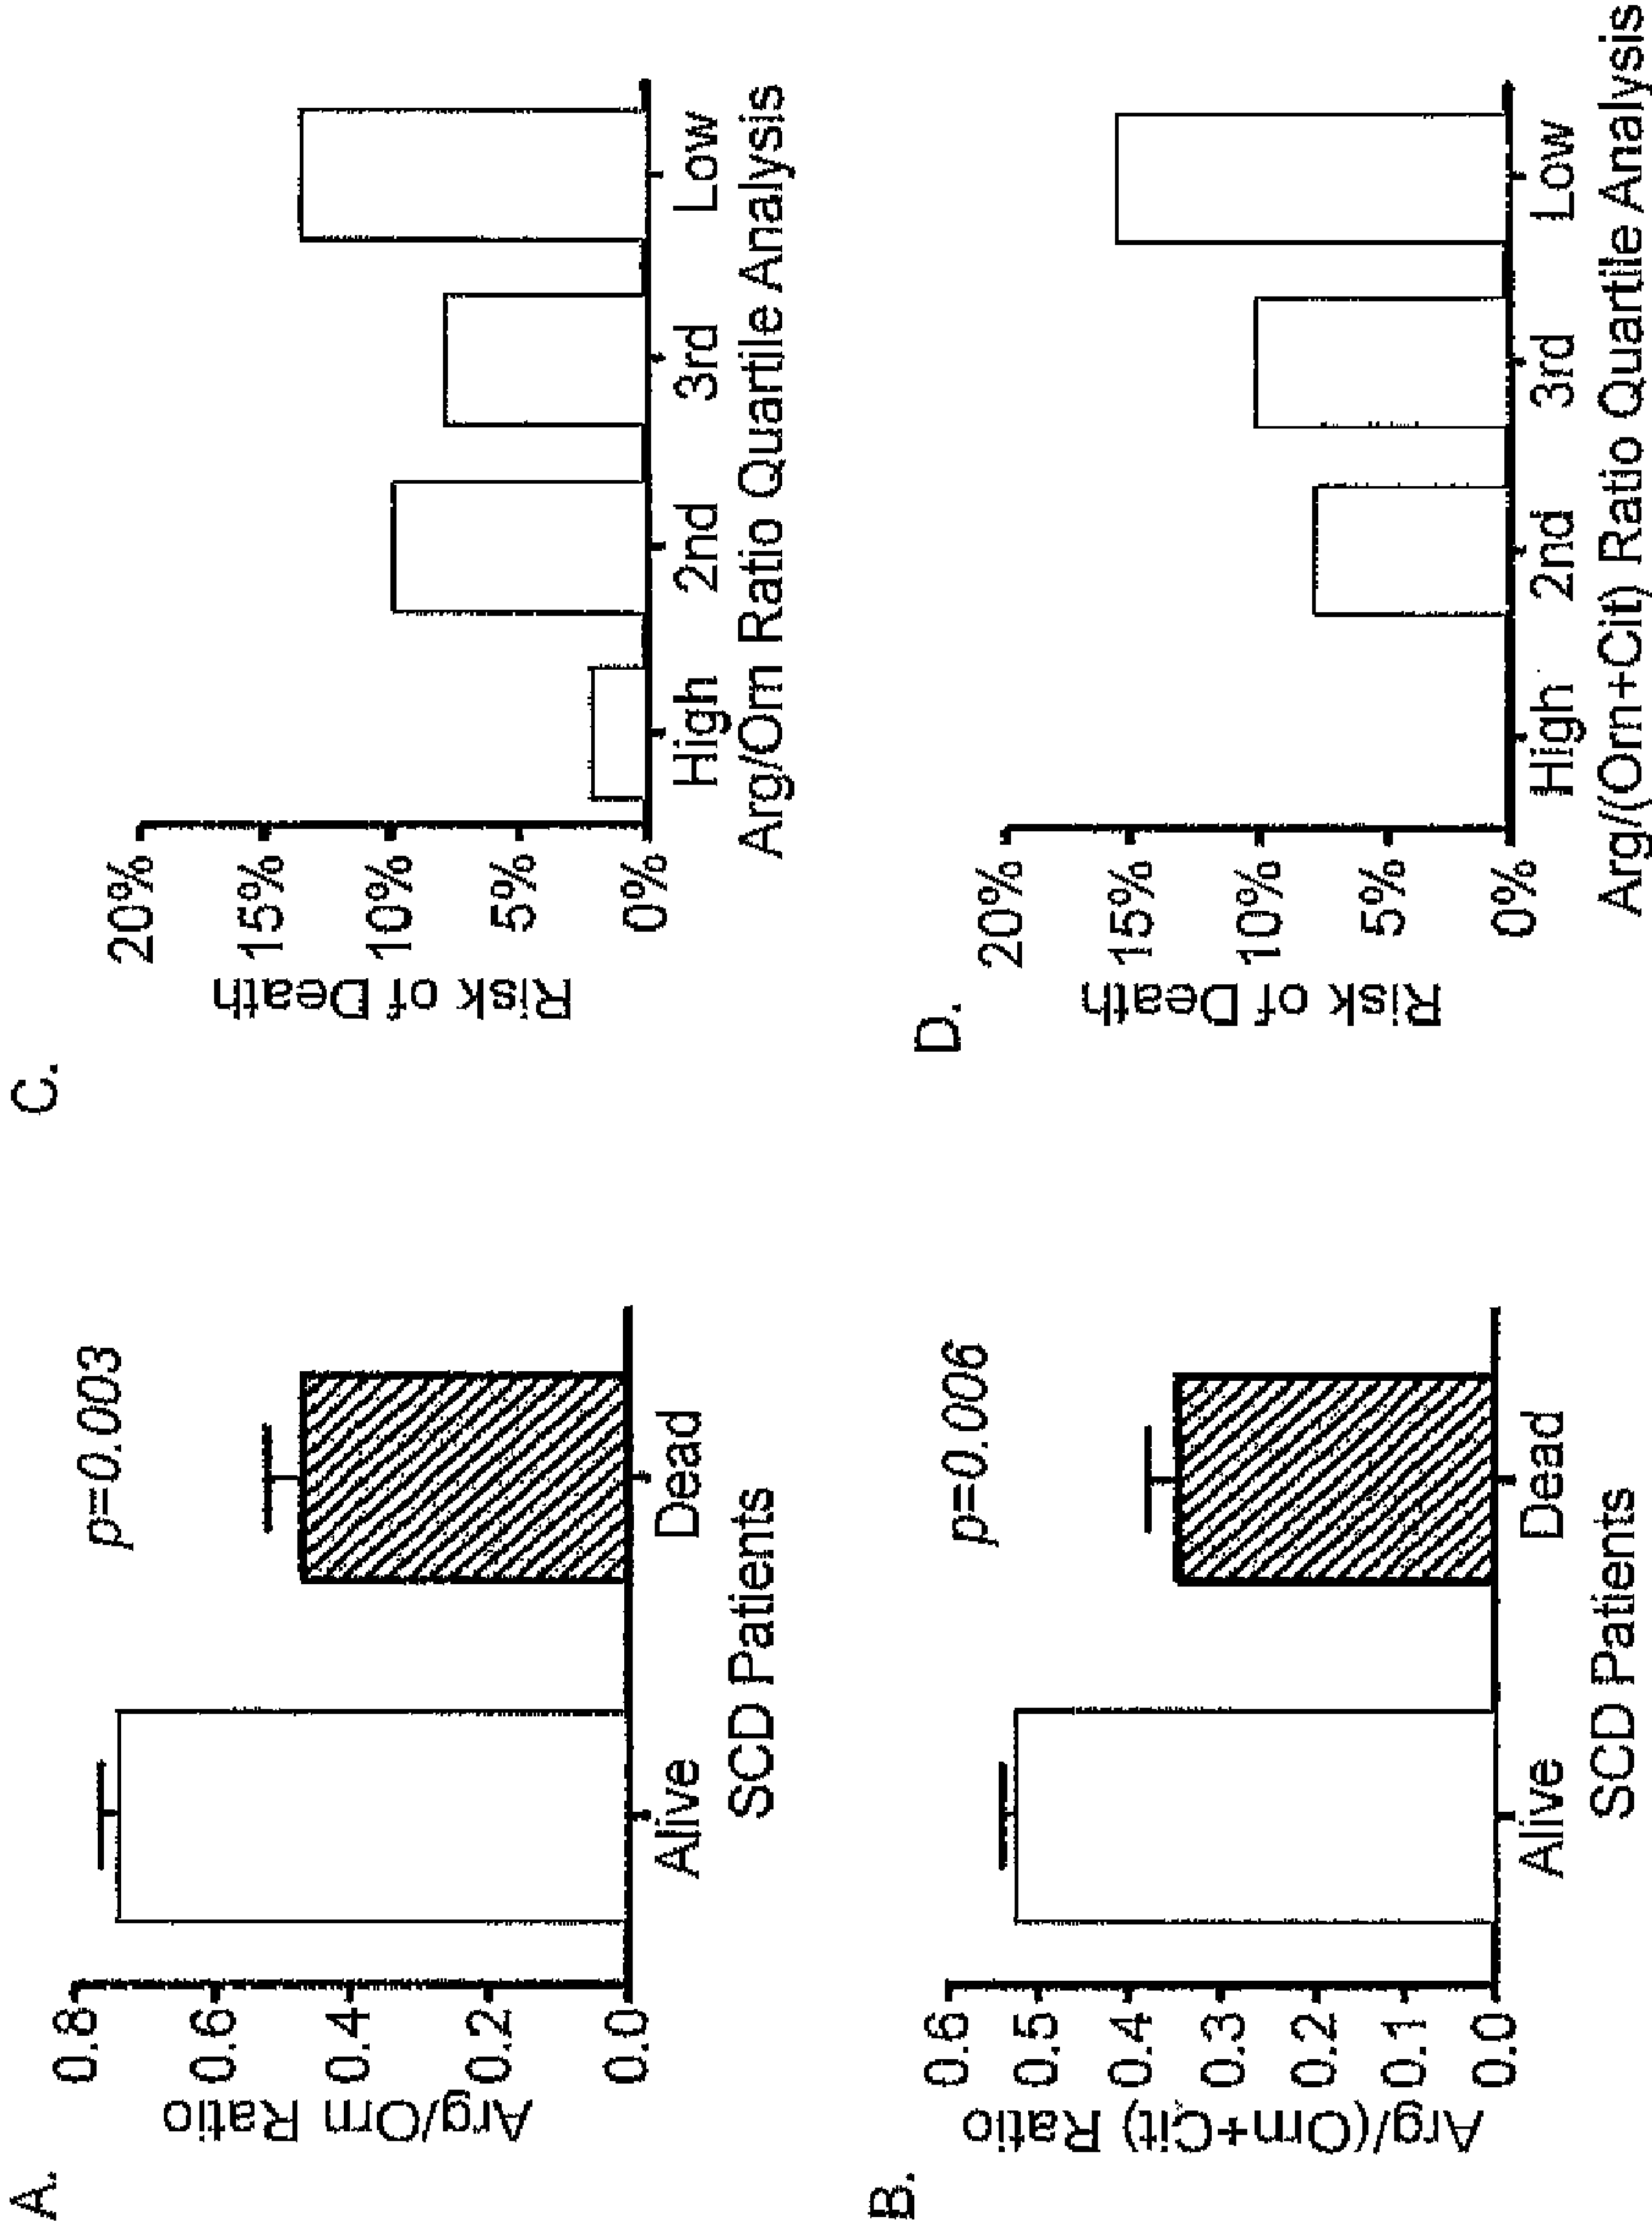 A.
Arg/Orn Ratio
0.8
0.6
0.4
0.2
0.0
p=0.003
Alive
Dead
SCD Patients
B.
Arg/(Orn+Cit) Ratio
0.6
0.5
0.4
0.3
0.2
0.1
0.0
p=0.006
Alive
Dead
SCD Patients
C.
Risk of Death
20%
15%
10%
5%
0%
High 2nd 3rd Low
Arg/Orn Ratio Quartile Analysis
D.
Risk of Death
20%
15%
10%
5%
0%
High 2nd 3rd Low
Arg/(Orn+Cit) Ratio Quartile Analysis